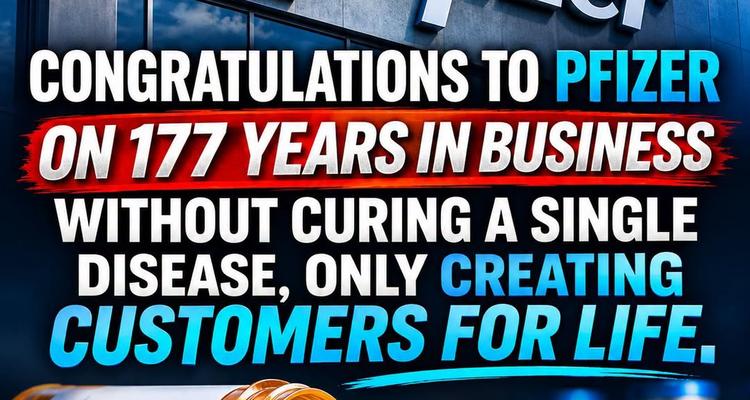 CONGRATULATIONS TO PFIZER
ON 177 YEARS IN BUSINESS
WITHOUT CURING A SINGLE
DISEASE, ONLY CREATING
CUSTOMERS FOR LIFE.